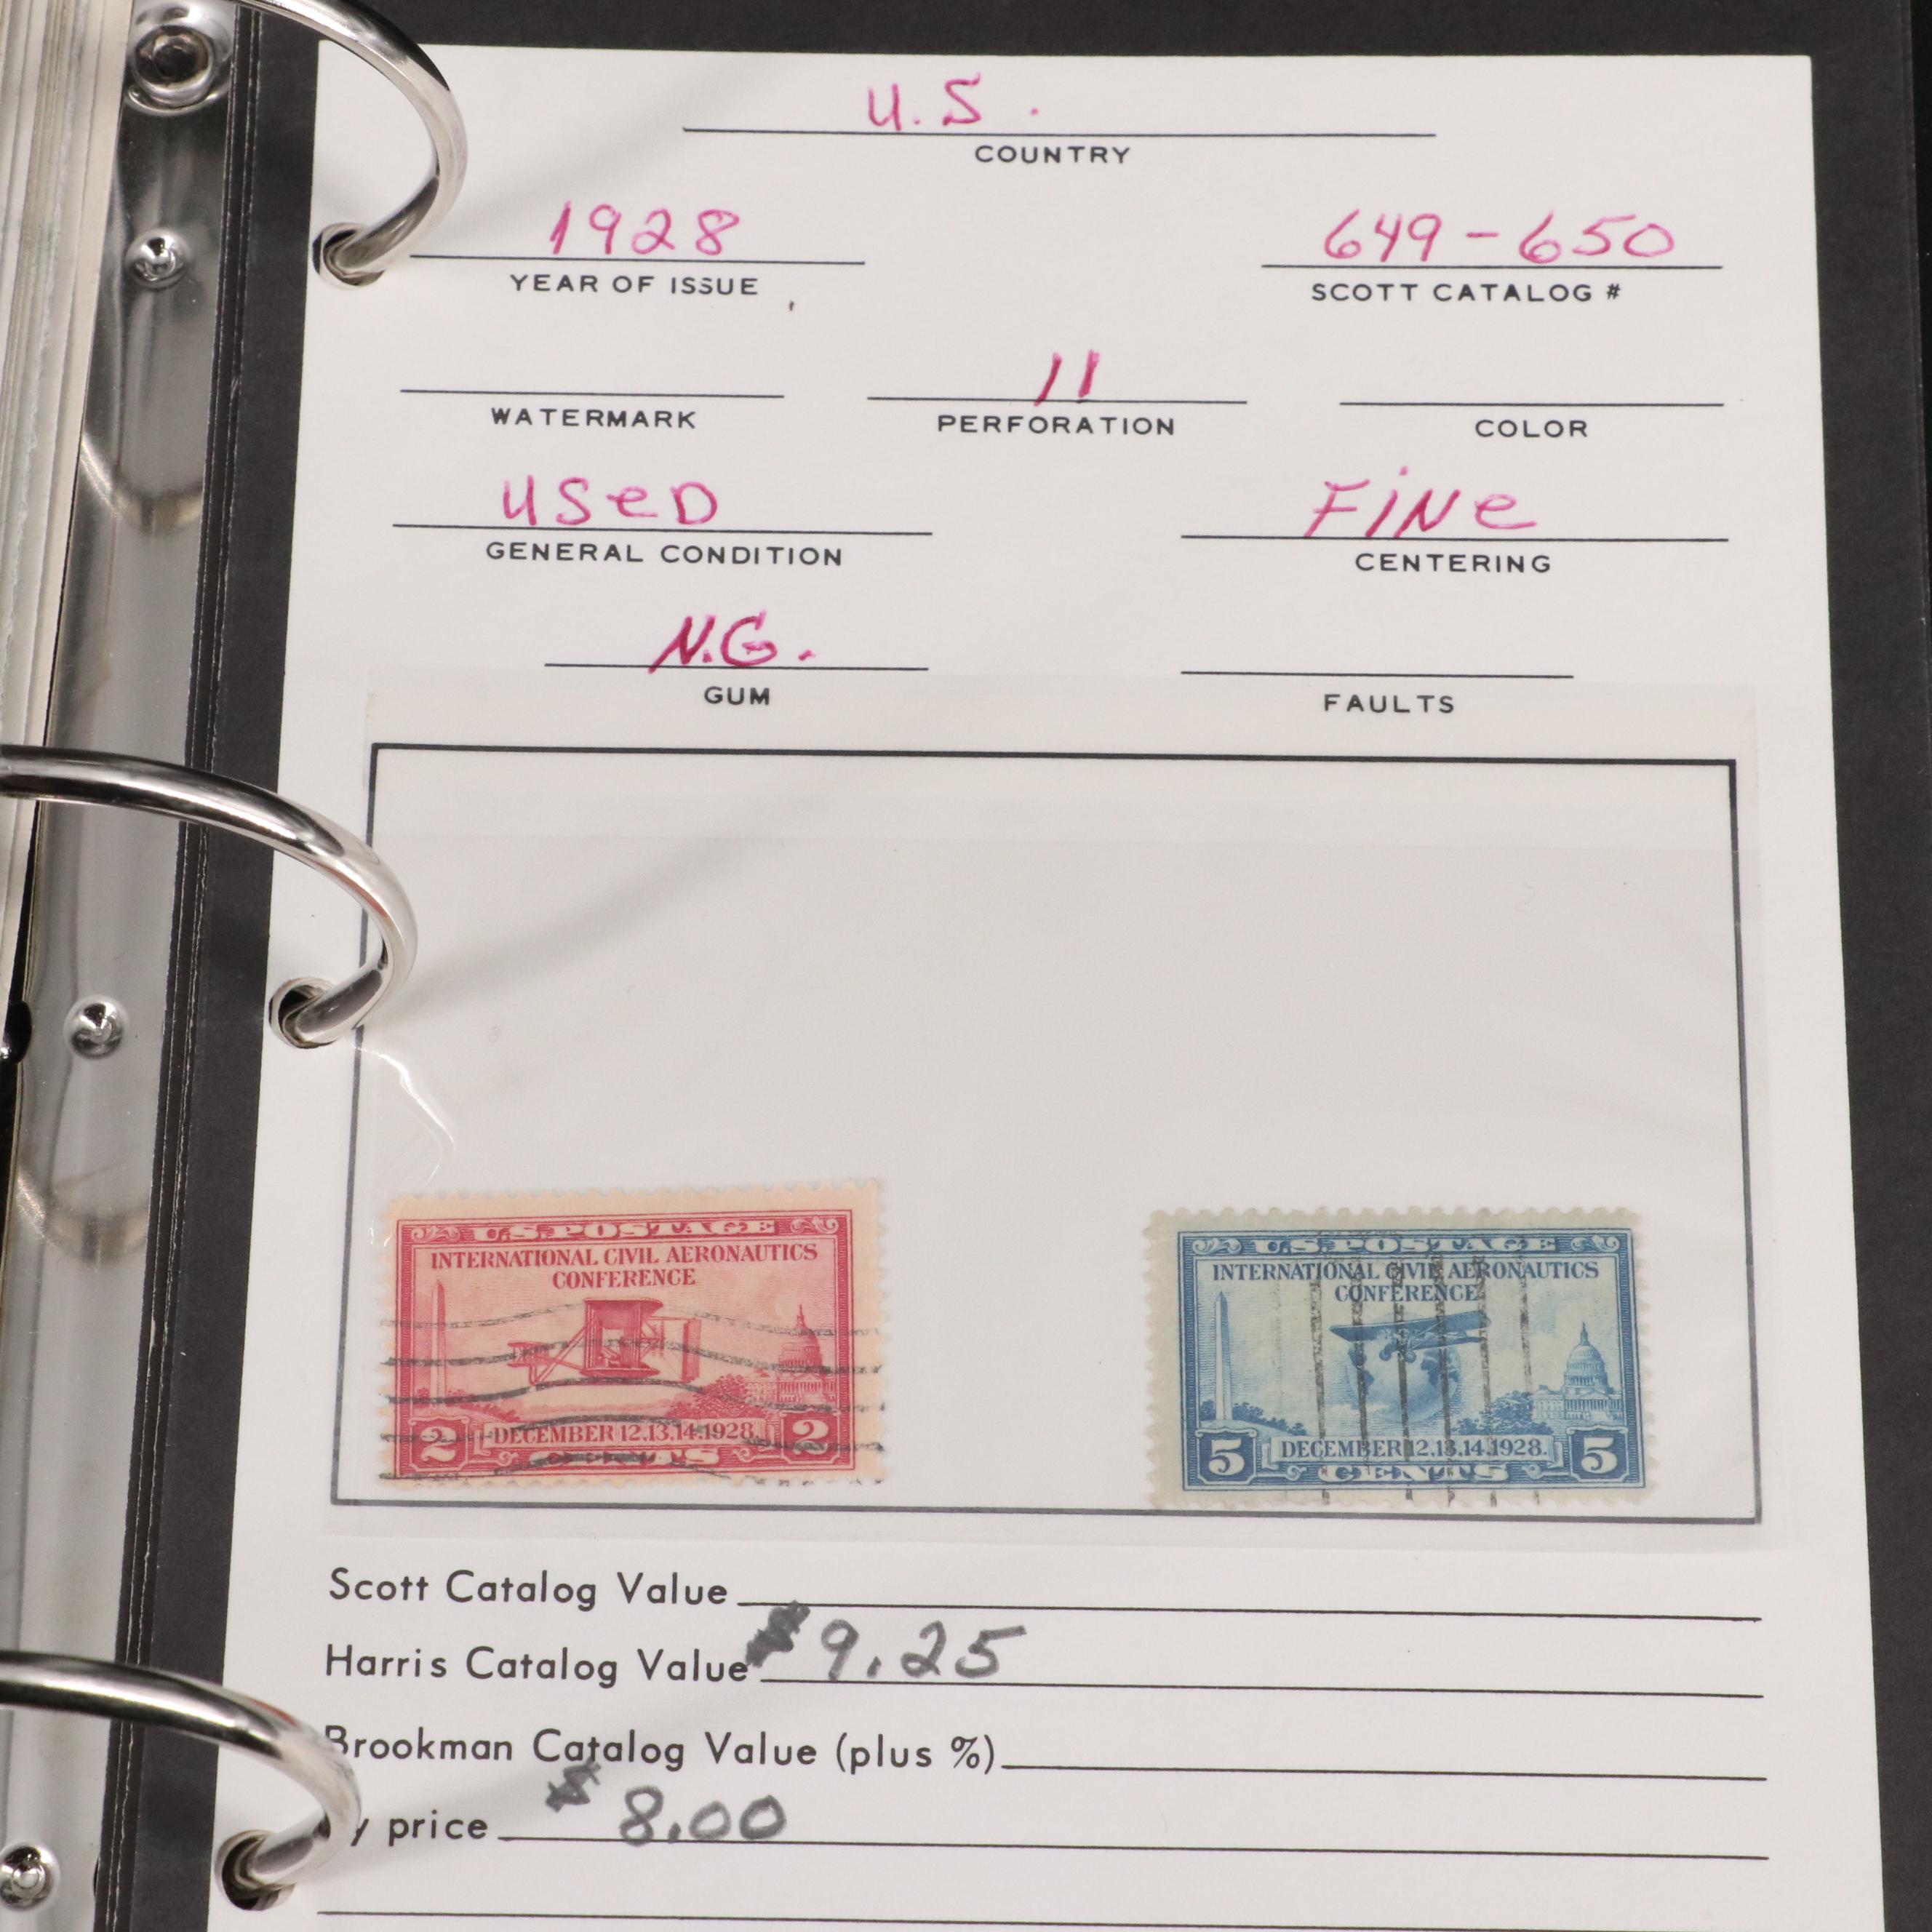 U.S.
COUNTRY
1928 649-650
YEAR OF ISSUE SCOTT CATALOG #
11
WATERMARK PERFORATION COLOR
USeD FiNe
GENERAL CONDITION CENTERING
N.G.
GUM FAULTS
U.S. POSTAGE
INTERNATIONAL CIVIL AERONAUTICS
CONFERENCE
2 DECEMBER 12.13.14.1928. 2
CENTS
U.S. POSTAGE
INTERNATIONAL CIVIL AERONAUTICS
CONFERENCE
5 DECEMBER 12.13.14.1928. 5
CENTS
Scott Catalog Value
Harris Catalog Value $9.25
Brookman Catalog Value (plus %)
y price $8.00